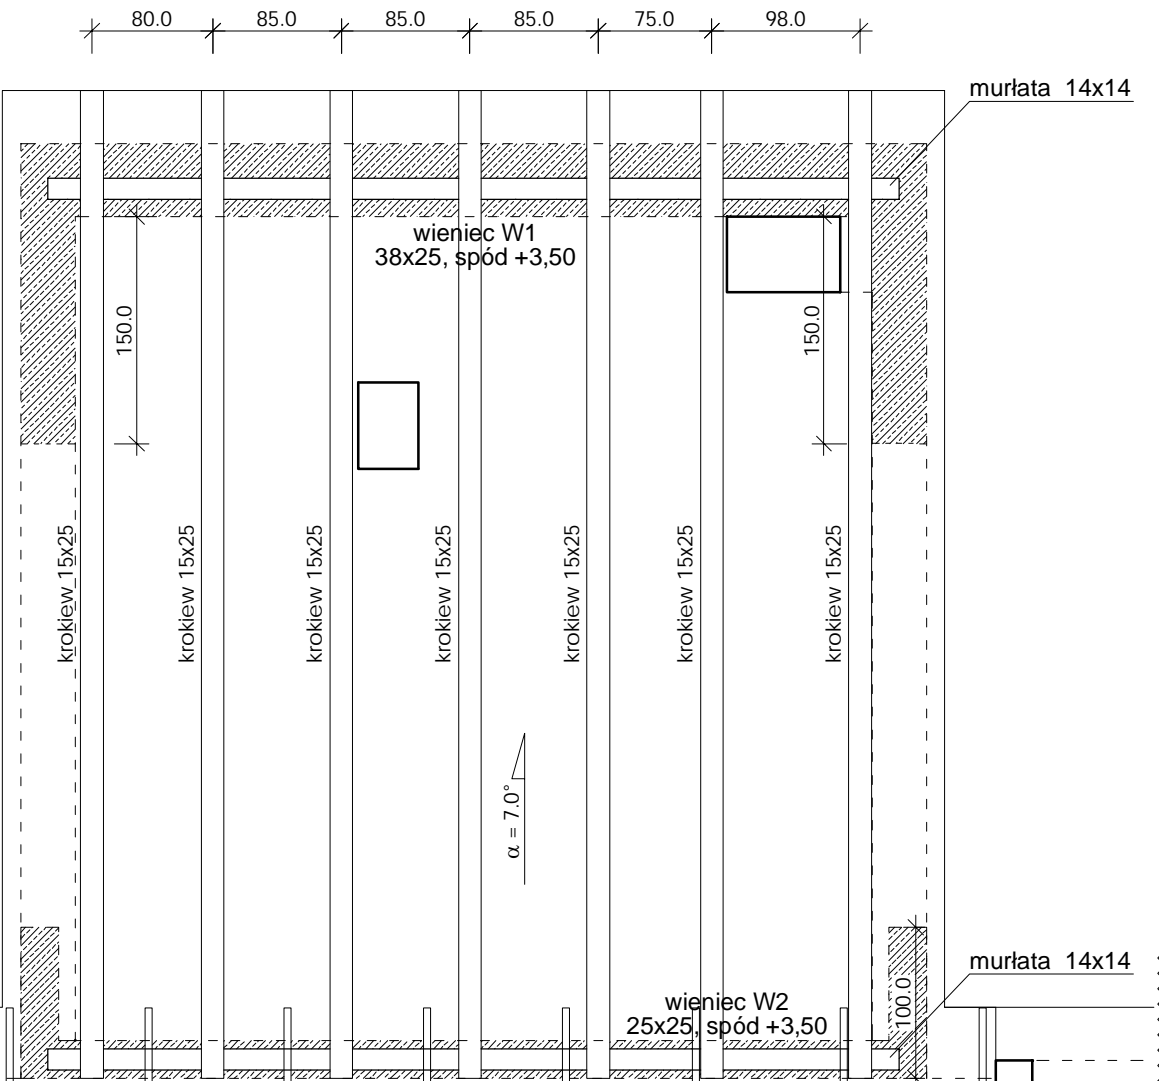 80.0 85.0 85.0 85.0 75.0 98.0
murłata 14x14
wieniec W1
38x25, spód +3,50
150.0
150.0
krokiew 15x25
krokiew 15x25
krokiew 15x25
krokiew 15x25
krokiew 15x25
krokiew 15x25
krokiew 15x25
α = 7.0°
murłata 14x14
100.0
wieniec W2
25x25, spód +3,50